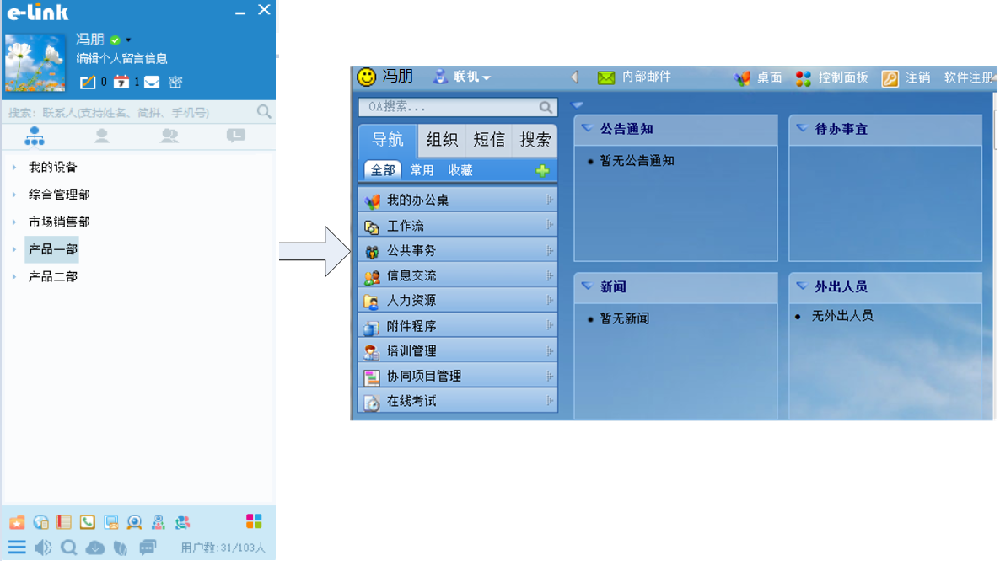 e-Link
冯朋
编辑个人留言信息
0 7 1 密
搜索：联系人(支持姓名、简拼、手机号)
我的设备
综合管理部
市场销售部
产品一部
产品二部
用户数:31/103人
冯朋 联机 内部邮件 桌面 控制面板 注销 软件注册
OA搜索...
导航 组织 短信 搜索
全部 常用 收藏
我的办公桌
工作流
公共事务
信息交流
人力资源
附件程序
培训管理
协同项目管理
在线考试
公告通知
暂无公告通知
待办事宜
新闻
暂无新闻
外出人员
无外出人员